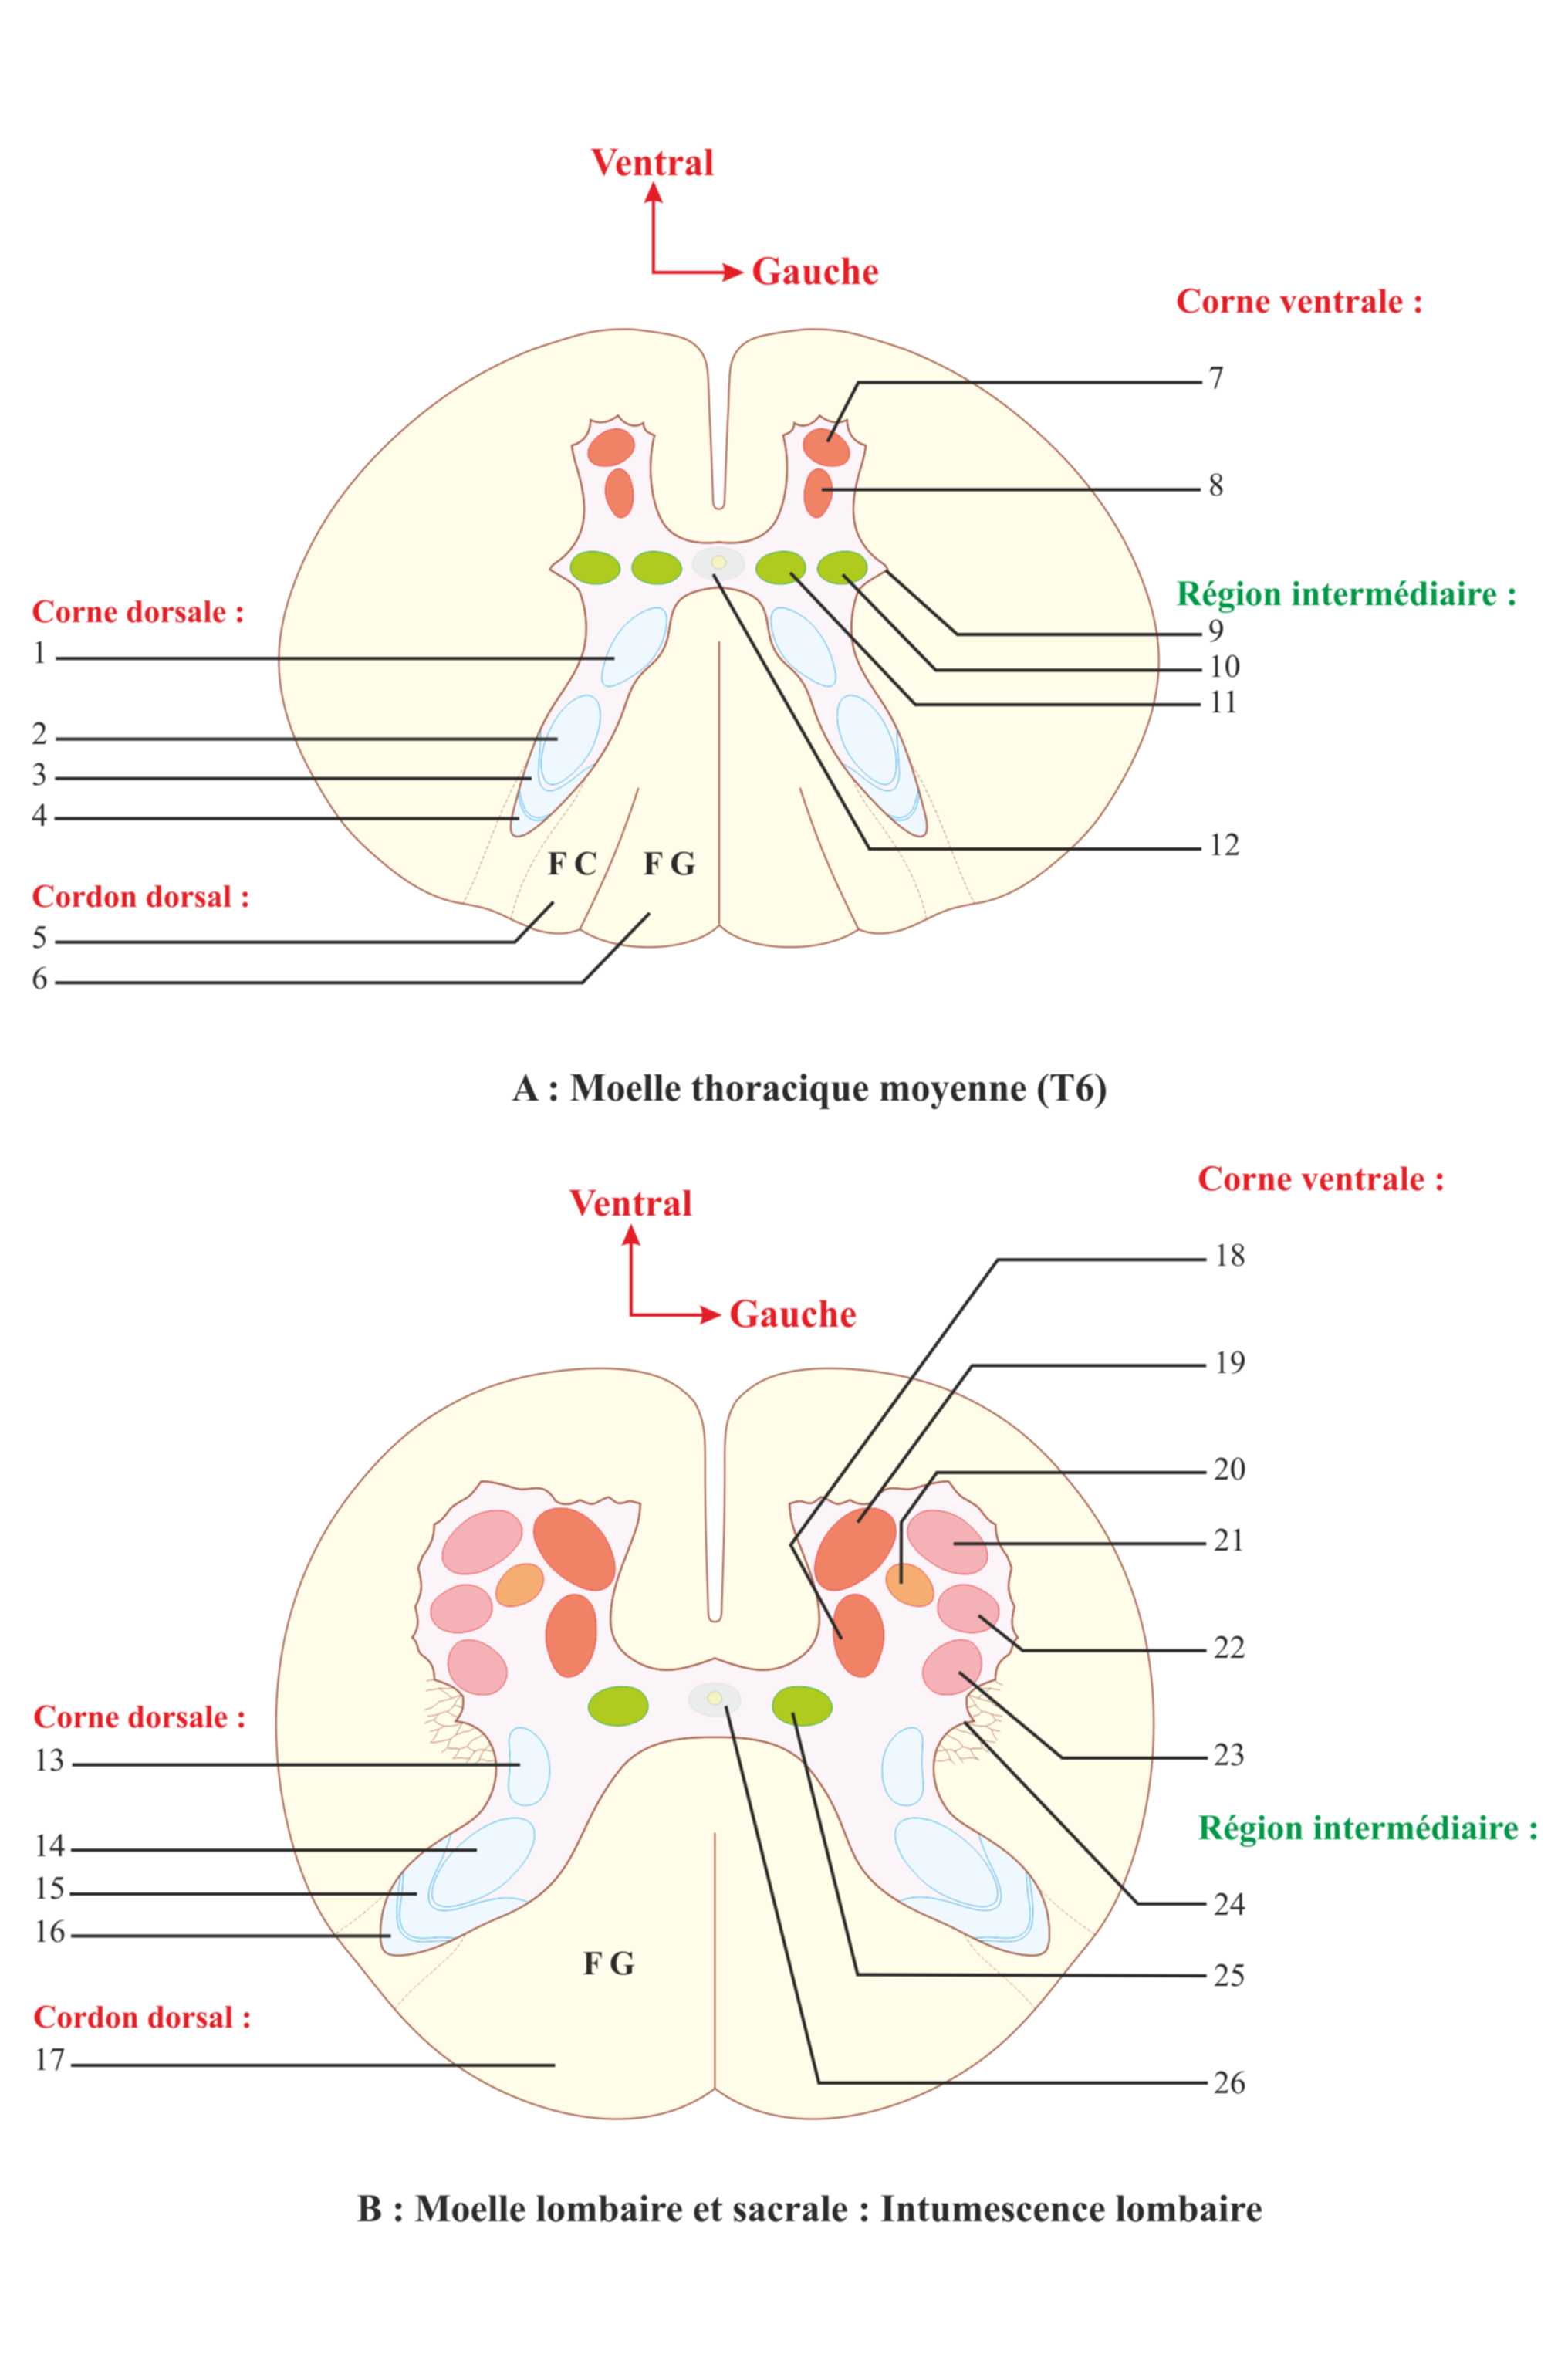 Ventral
Gauche
Corne ventrale :
7
8
Région intermédiaire :
9
10
11
12
Corne dorsale :
1
2
3
4
F C F G
Cordon dorsal :
5
6
A : Moelle thoracique moyenne (T6)
Ventral
Gauche
Corne ventrale :
18
19
20
21
22
23
Région intermédiaire :
24
25
26
Corne dorsale :
13
14
15
16
F G
Cordon dorsal :
17
B : Moelle lombaire et sacrale : Intumescence lombaire